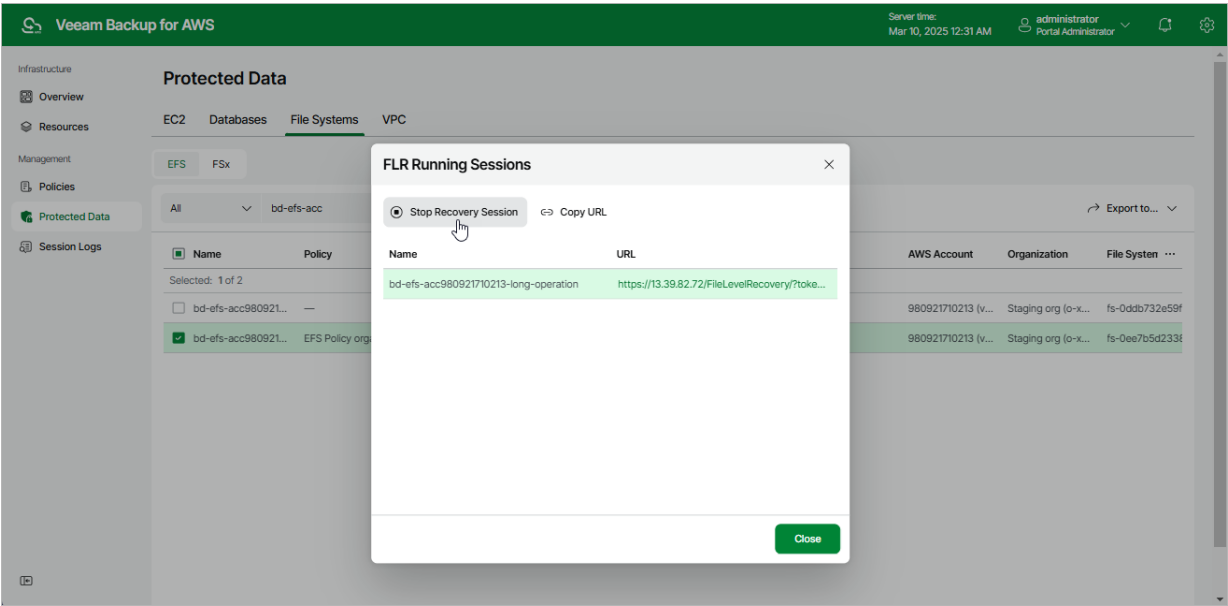 Veeam Backup for AWS
Server time:
Mar 10, 2025 12:31 AM
administrator
Portal Administrator
Infrastructure
Overview
Resources
Management
Policies
Protected Data
Session Logs
Protected Data
EC2 Databases File Systems VPC
EFS FSx
All bd-efs-acc
Export to...
Name Policy AWS Account Organization File System ...
Selected: 1 of 2
bd-efs-acc980921... — 980921710213 (v... Staging org (o-x... fs-0ddb732e59f
bd-efs-acc980921... EFS Policy orga 980921710213 (v... Staging org (o-x... fs-0ee7b5d2338
FLR Running Sessions
Stop Recovery Session Copy URL
Name URL
bd-efs-acc980921710213-long-operation https://13.39.82.72/FileLevelRecovery/?toke...
Close